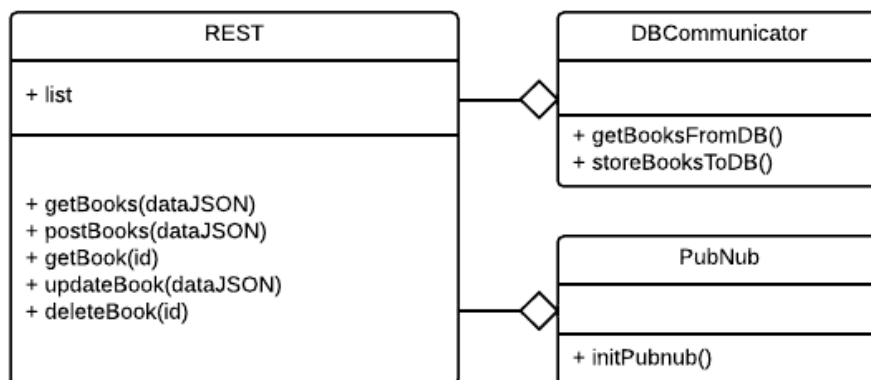 REST
+ list
+ getBooks(dataJSON)
+ postBooks(dataJSON)
+ getBook(id)
+ updateBook(dataJSON)
+ deleteBook(id)
DBCommunicator
+ getBooksFromDB()
+ storeBooksToDB()
PubNub
+ initPubnub()